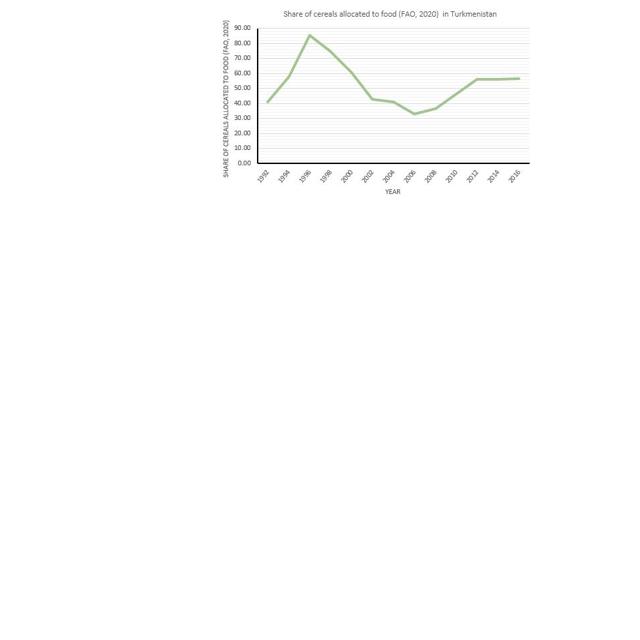 Share of cereals allocated to food (FAO, 2020)  in Turkmenistan
SHARE OF CEREALS ALLOCATED TO FOOD (FAO, 2020)
90.00
80.00
70.00
60.00
50.00
40.00
30.00
20.00
10.00
0.00
1992 1994 1996 1998 2000 2002 2004 2006 2008 2010 2012 2014 2016
YEAR